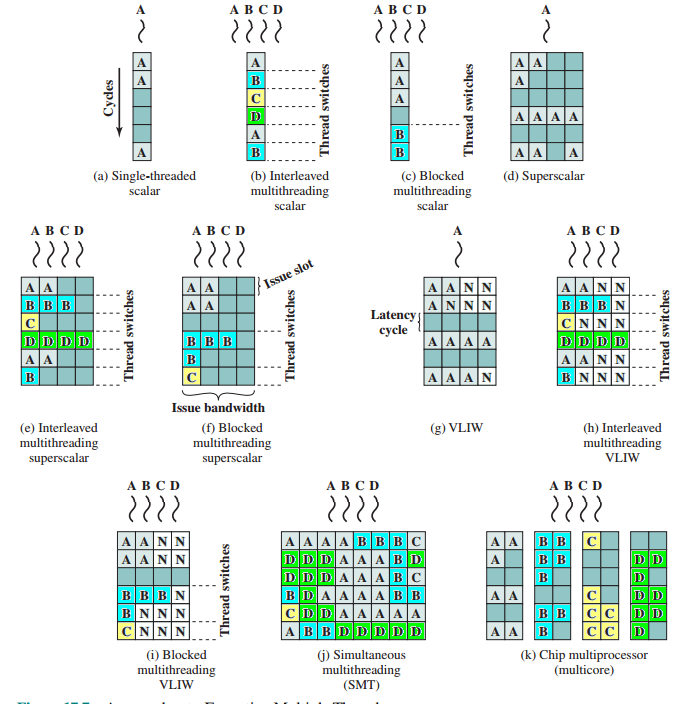 A
Cycles
A
A
A
(a) Single-threaded
scalar
A B C D
A
B
C
D
A
B
Thread switches
(b) Interleaved
multithreading
scalar
A B C D
A
A
A
B
B
Thread switches
(c) Blocked
multithreading
scalar
A
A A
A
A A A A
A A A
(d) Superscalar
A B C D
A A
B B B
C
D D D D
A A
B
Thread switches
(e) Interleaved
multithreading
superscalar
A B C D
A A
A A
B B B
B
C
Issue slot
Thread switches
Issue bandwidth
(f) Blocked
multithreading
superscalar
A
A A N N
A N N N
Latency
cycle
A A A A
A A A N
(g) VLIW
A B C D
A A N N
B B B N
C N N N
D D D D
A A N N
B N N N
Thread switches
(h) Interleaved
multithreading
VLIW
A B C D
A A N N
A A N N
B B B N
B N N N
C N N N
Thread switches
(i) Blocked
multithreading
VLIW
A B C D
A A A A B B B C
D D D A A A B D
D D D A A A B C
B D A A A A B B
C D D A A A A A
A B B D D D D D
(j) Simultaneous
multithreading
(SMT)
A B C D
A A B B C
A B B D D
B D
A A C D D
B B C C D D
A A B C C D
(k) Chip multiprocessor
(multicore)